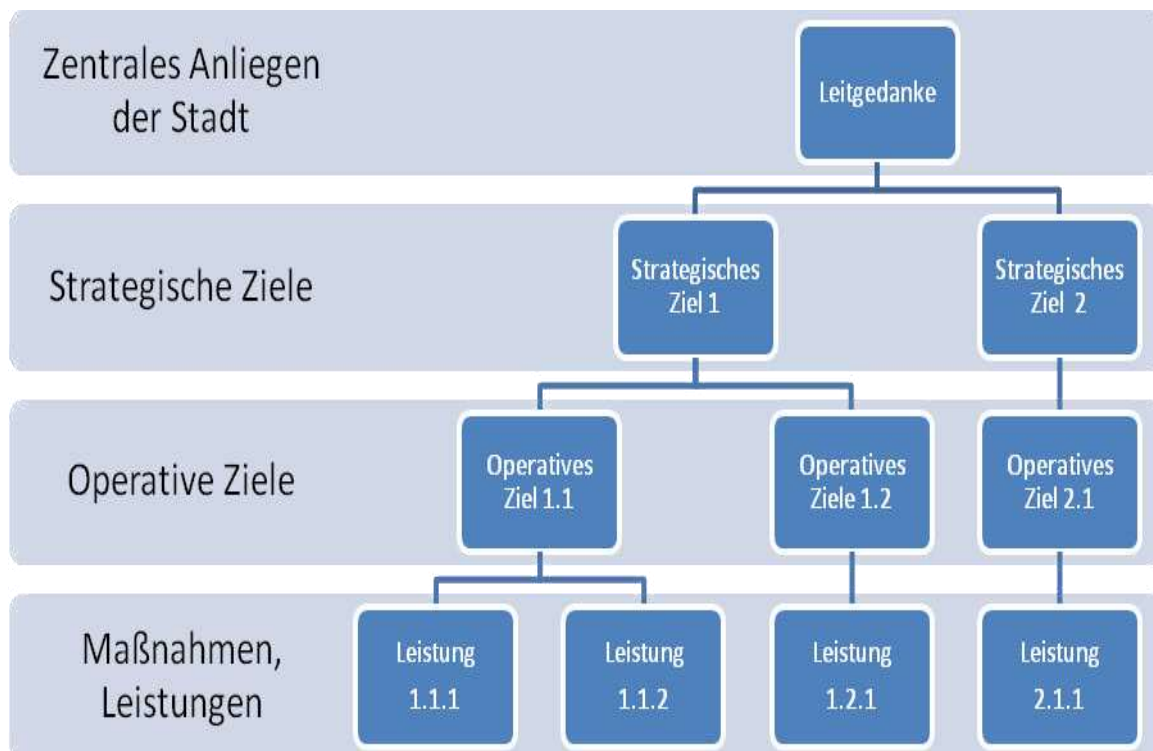 Zentrales Anliegen
der Stadt
Leitgedanke
Strategische Ziele
Strategisches
Ziel 1
Strategisches
Ziel 2
Operative Ziele
Operatives
Ziel 1.1
Operatives
Ziele 1.2
Operatives
Ziel 2.1
Maßnahmen,
Leistungen
Leistung
1.1.1
Leistung
1.1.2
Leistung
1.2.1
Leistung
2.1.1